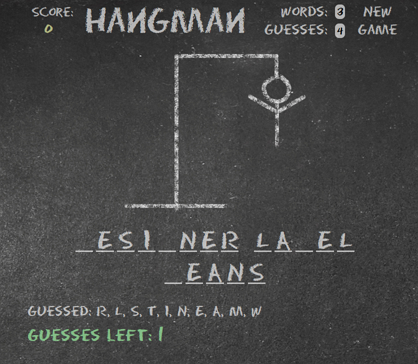 SCORE:
0
HANGMAN
WORDS: 3
GUESSES: 4
NEW
GAME
_ESI_NER LA_EL
_EANS
GUESSED: R, L, S, T, I, N, E, A, M, W
GUESSES LEFT: 1